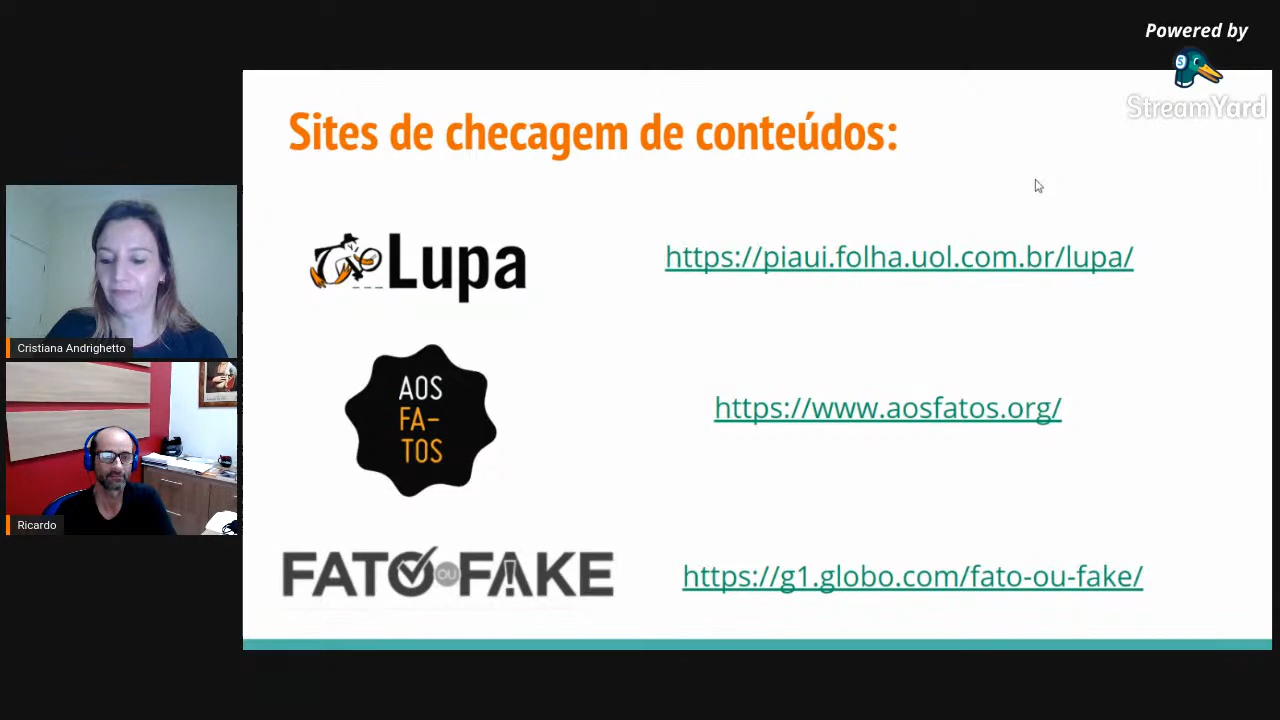 Powered by
StreamYard
Sites de checagem de conteúdos:
Lupa
https://piaui.folha.uol.com.br/lupa/
AOS
FA-
TOS
https://www.aosfatos.org/
FATO OU FAKE
https://g1.globo.com/fato-ou-fake/
Cristiana Andrighetto
Ricardo